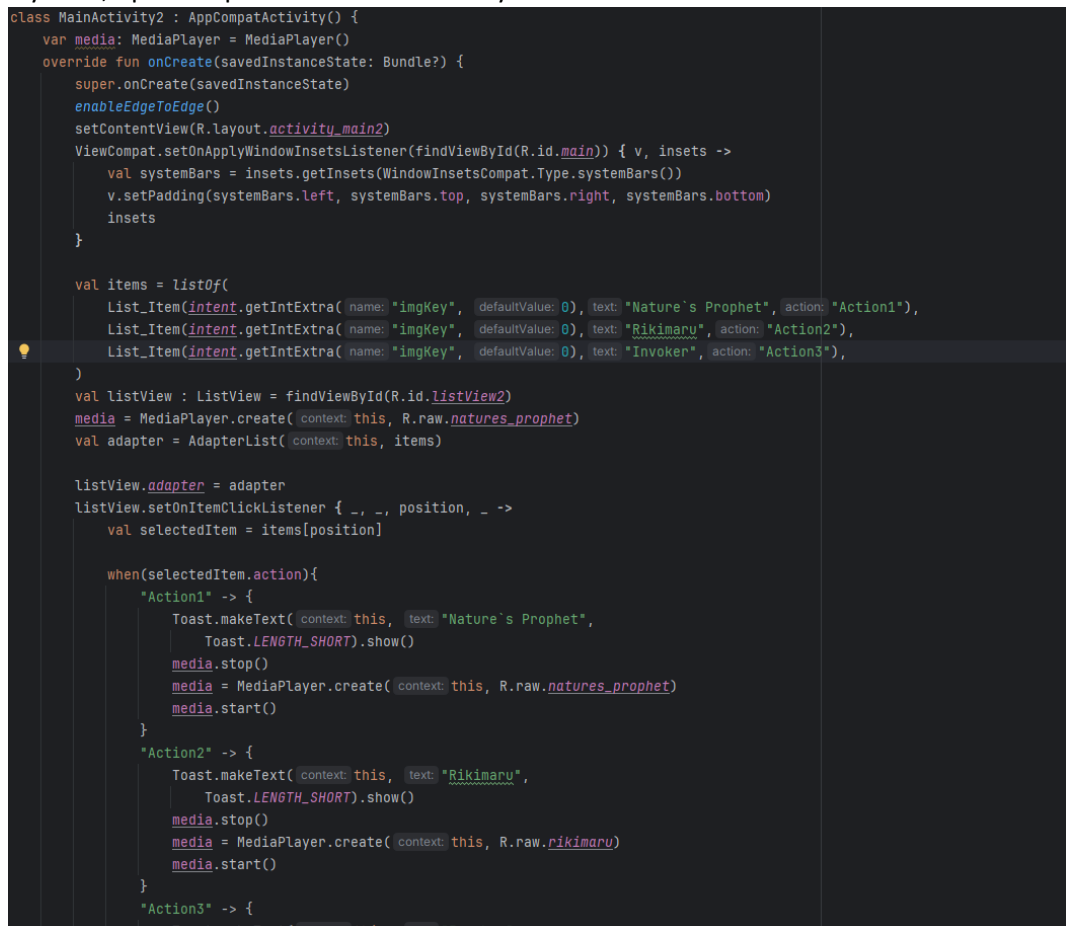 class MainActivity2 : AppCompatActivity() {
var media: MediaPlayer = MediaPlayer()
override fun onCreate(savedInstanceState: Bundle?) {
super.onCreate(savedInstanceState)
enableEdgeToEdge()
setContentView(R.layout.activity_main2)
ViewCompat.setOnApplyWindowInsetsListener(findViewById(R.id.main)) { v, insets ->
val systemBars = insets.getInsets(WindowInsetsCompat.Type.systemBars())
v.setPadding(systemBars.left, systemBars.top, systemBars.right, systemBars.bottom)
insets
}
val items = listOf(
List_Item(intent.getIntExtra( name: "imgKey", defaultValue: 0), text: "Nature`s Prophet", action: "Action1"),
List_Item(intent.getIntExtra( name: "imgKey", defaultValue: 0), text: "Rikimaru", action: "Action2"),
List_Item(intent.getIntExtra( name: "imgKey", defaultValue: 0), text: "Invoker", action: "Action3"),
)
val listView : ListView = findViewById(R.id.listView2)
media = MediaPlayer.create( context: this, R.raw.natures_prophet)
val adapter = AdapterList( context: this, items)
listView.adapter = adapter
listView.setOnItemClickListener { _, _, position, _ ->
val selectedItem = items[position]
when(selectedItem.action){
"Action1" -> {
Toast.makeText( context: this, text: "Nature`s Prophet",
Toast.LENGTH_SHORT).show()
media.stop()
media = MediaPlayer.create( context: this, R.raw.natures_prophet)
media.start()
}
"Action2" -> {
Toast.makeText( context: this, text: "Rikimaru",
Toast.LENGTH_SHORT).show()
media.stop()
media = MediaPlayer.create( context: this, R.raw.rikimaru)
media.start()
}
"Action3" -> {